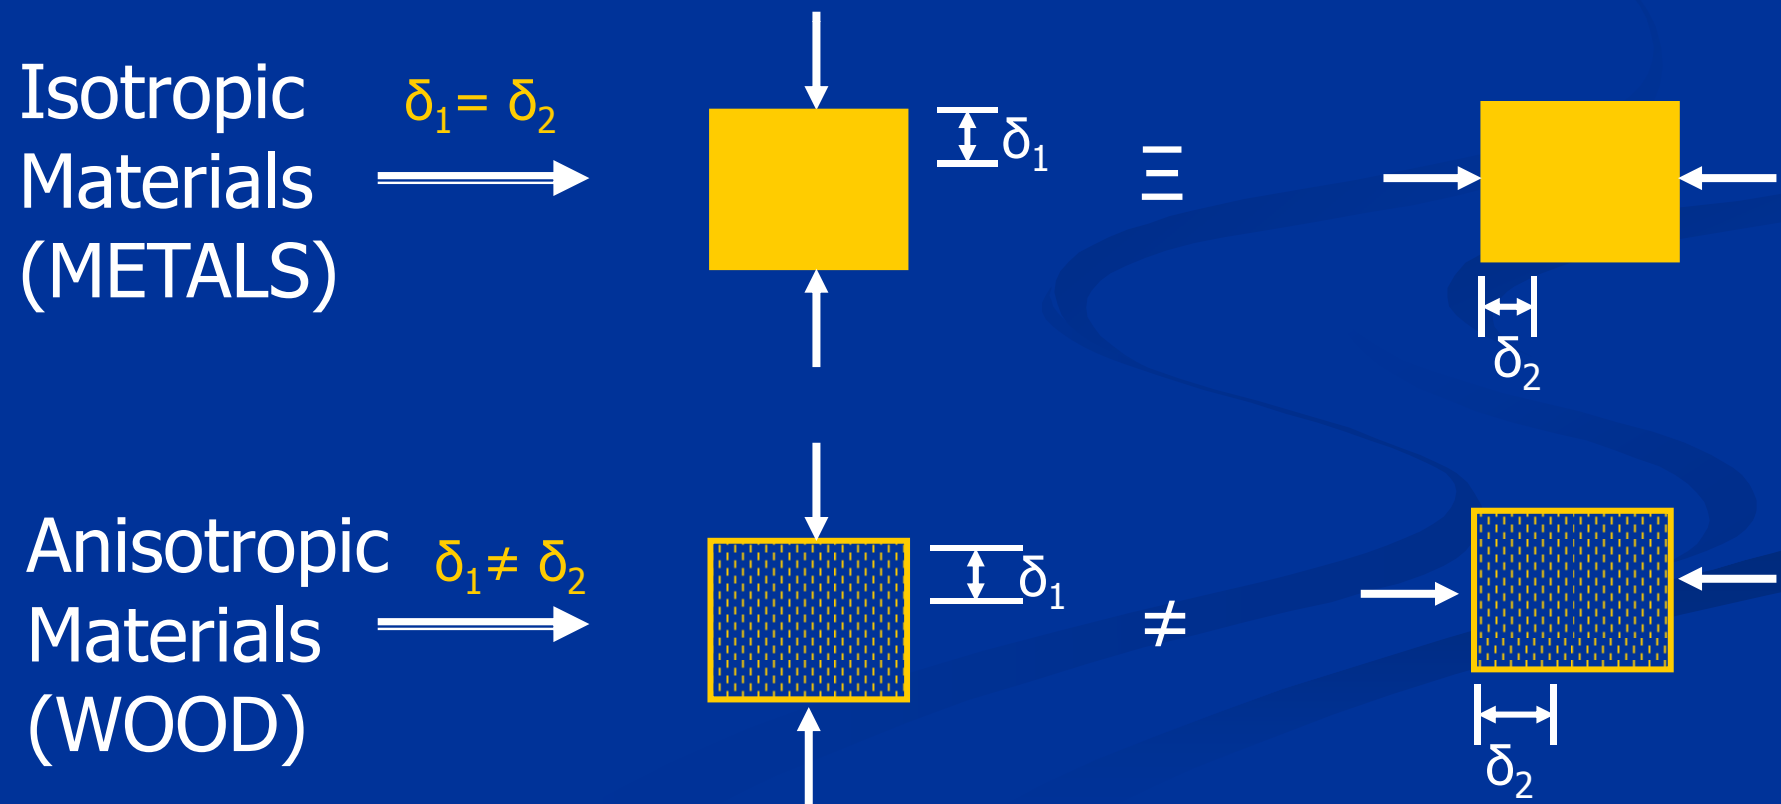 Isotropic
Materials
(METALS)
δ₁= δ₂
δ₁
Ξ
δ₂
Anisotropic
Materials
(WOOD)
δ₁≠ δ₂
δ₁
≠
δ₂